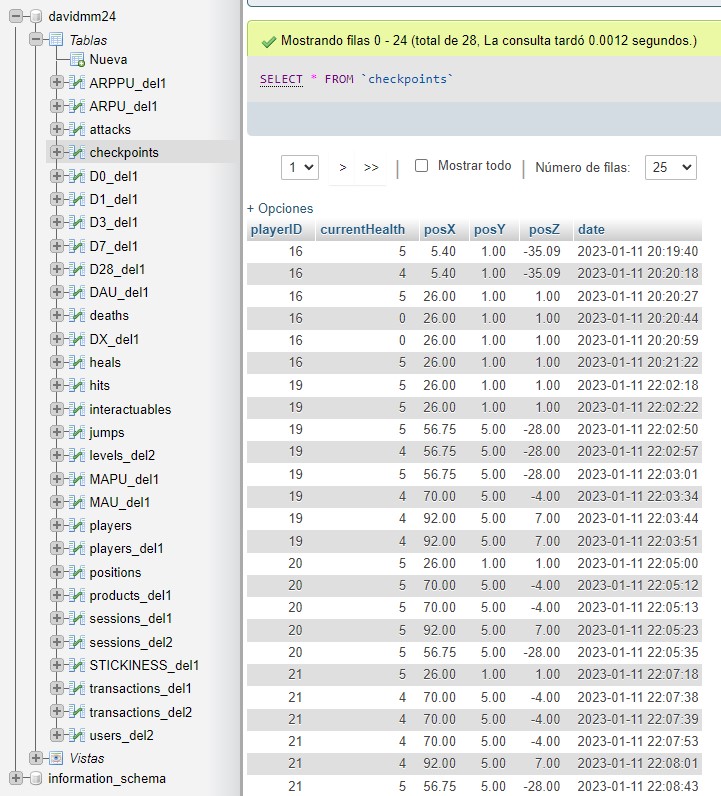 davidmm24
Tablas
Nueva
ARPPU_del1
ARPU_del1
attacks
checkpoints
D0_del1
D1_del1
D3_del1
D7_del1
D28_del1
DAU_del1
deaths
DX_del1
heals
hits
interactuables
jumps
levels_del2
MAPU_del1
MAU_del1
players
players_del1
positions
products_del1
sessions_del1
sessions_del2
STICKINESS_del1
transactions_del1
transactions_del2
users_del2
Vistas
information_schema
Mostrando filas 0 - 24 (total de 28, La consulta tardó 0.0012 segundos.)
SELECT * FROM `checkpoints`
1 > >> | Mostrar todo | Número de filas: 25
+ Opciones
playerID currentHealth posX posY posZ date
16 5 5.40 1.00 -35.09 2023-01-11 20:19:40
16 4 5.40 1.00 -35.09 2023-01-11 20:20:18
16 5 26.00 1.00 1.00 2023-01-11 20:20:27
16 0 26.00 1.00 1.00 2023-01-11 20:20:44
16 0 26.00 1.00 1.00 2023-01-11 20:20:59
16 5 26.00 1.00 1.00 2023-01-11 20:21:22
19 5 26.00 1.00 1.00 2023-01-11 22:02:18
19 5 26.00 1.00 1.00 2023-01-11 22:02:22
19 5 56.75 5.00 -28.00 2023-01-11 22:02:50
19 4 56.75 5.00 -28.00 2023-01-11 22:02:57
19 5 56.75 5.00 -28.00 2023-01-11 22:03:01
19 4 70.00 5.00 -4.00 2023-01-11 22:03:34
19 4 92.00 5.00 7.00 2023-01-11 22:03:44
19 4 92.00 5.00 7.00 2023-01-11 22:03:51
20 5 26.00 1.00 1.00 2023-01-11 22:05:00
20 5 70.00 5.00 -4.00 2023-01-11 22:05:12
20 5 70.00 5.00 -4.00 2023-01-11 22:05:13
20 5 92.00 5.00 7.00 2023-01-11 22:05:23
20 5 56.75 5.00 -28.00 2023-01-11 22:05:35
21 5 26.00 1.00 1.00 2023-01-11 22:07:18
21 4 70.00 5.00 -4.00 2023-01-11 22:07:38
21 4 70.00 5.00 -4.00 2023-01-11 22:07:39
21 4 70.00 5.00 -4.00 2023-01-11 22:07:53
21 4 92.00 5.00 7.00 2023-01-11 22:08:01
21 5 56.75 5.00 -28.00 2023-01-11 22:08:43